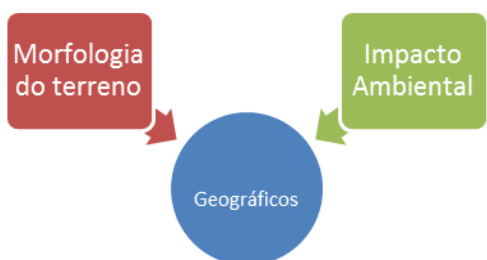 Morfologia
do terreno
Impacto
Ambiental
Geográficos